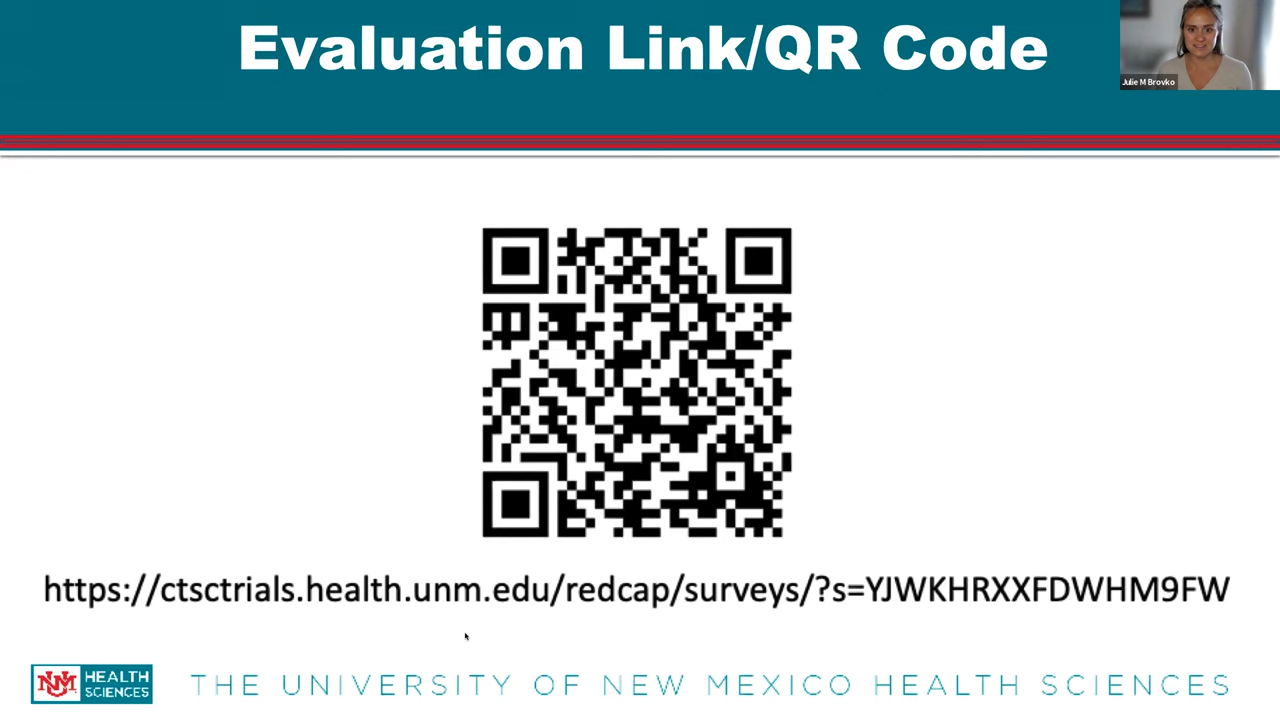 Evaluation Link/QR Code
Julie M Brovko
https://ctsctrials.health.unm.edu/redcap/surveys/?s=YJWKHRXXFDWHM9FW
UNM HEALTH
SCIENCES
THE UNIVERSITY OF NEW MEXICO HEALTH SCIENCES